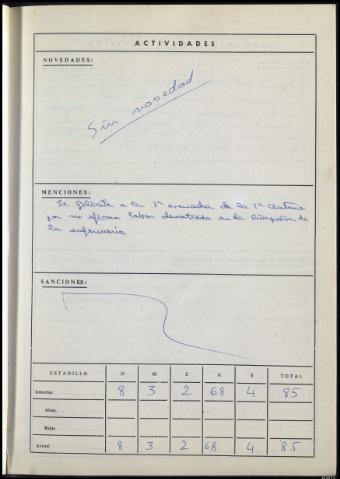 ACTIVIDADES
NOVEDADES:
Sin novedad
MENCIONES:
Se felicita a la 3ª escuadra de la 2ª centuria
por su eficaz labor demostrada en la limpieza de
la enfermería
SANCIONES:
ESTADILLO D M E A S TOTAL
Anterior 8 3 2 68 4 85
Altas
Bajas
Actual 8 3 2 68 4 85